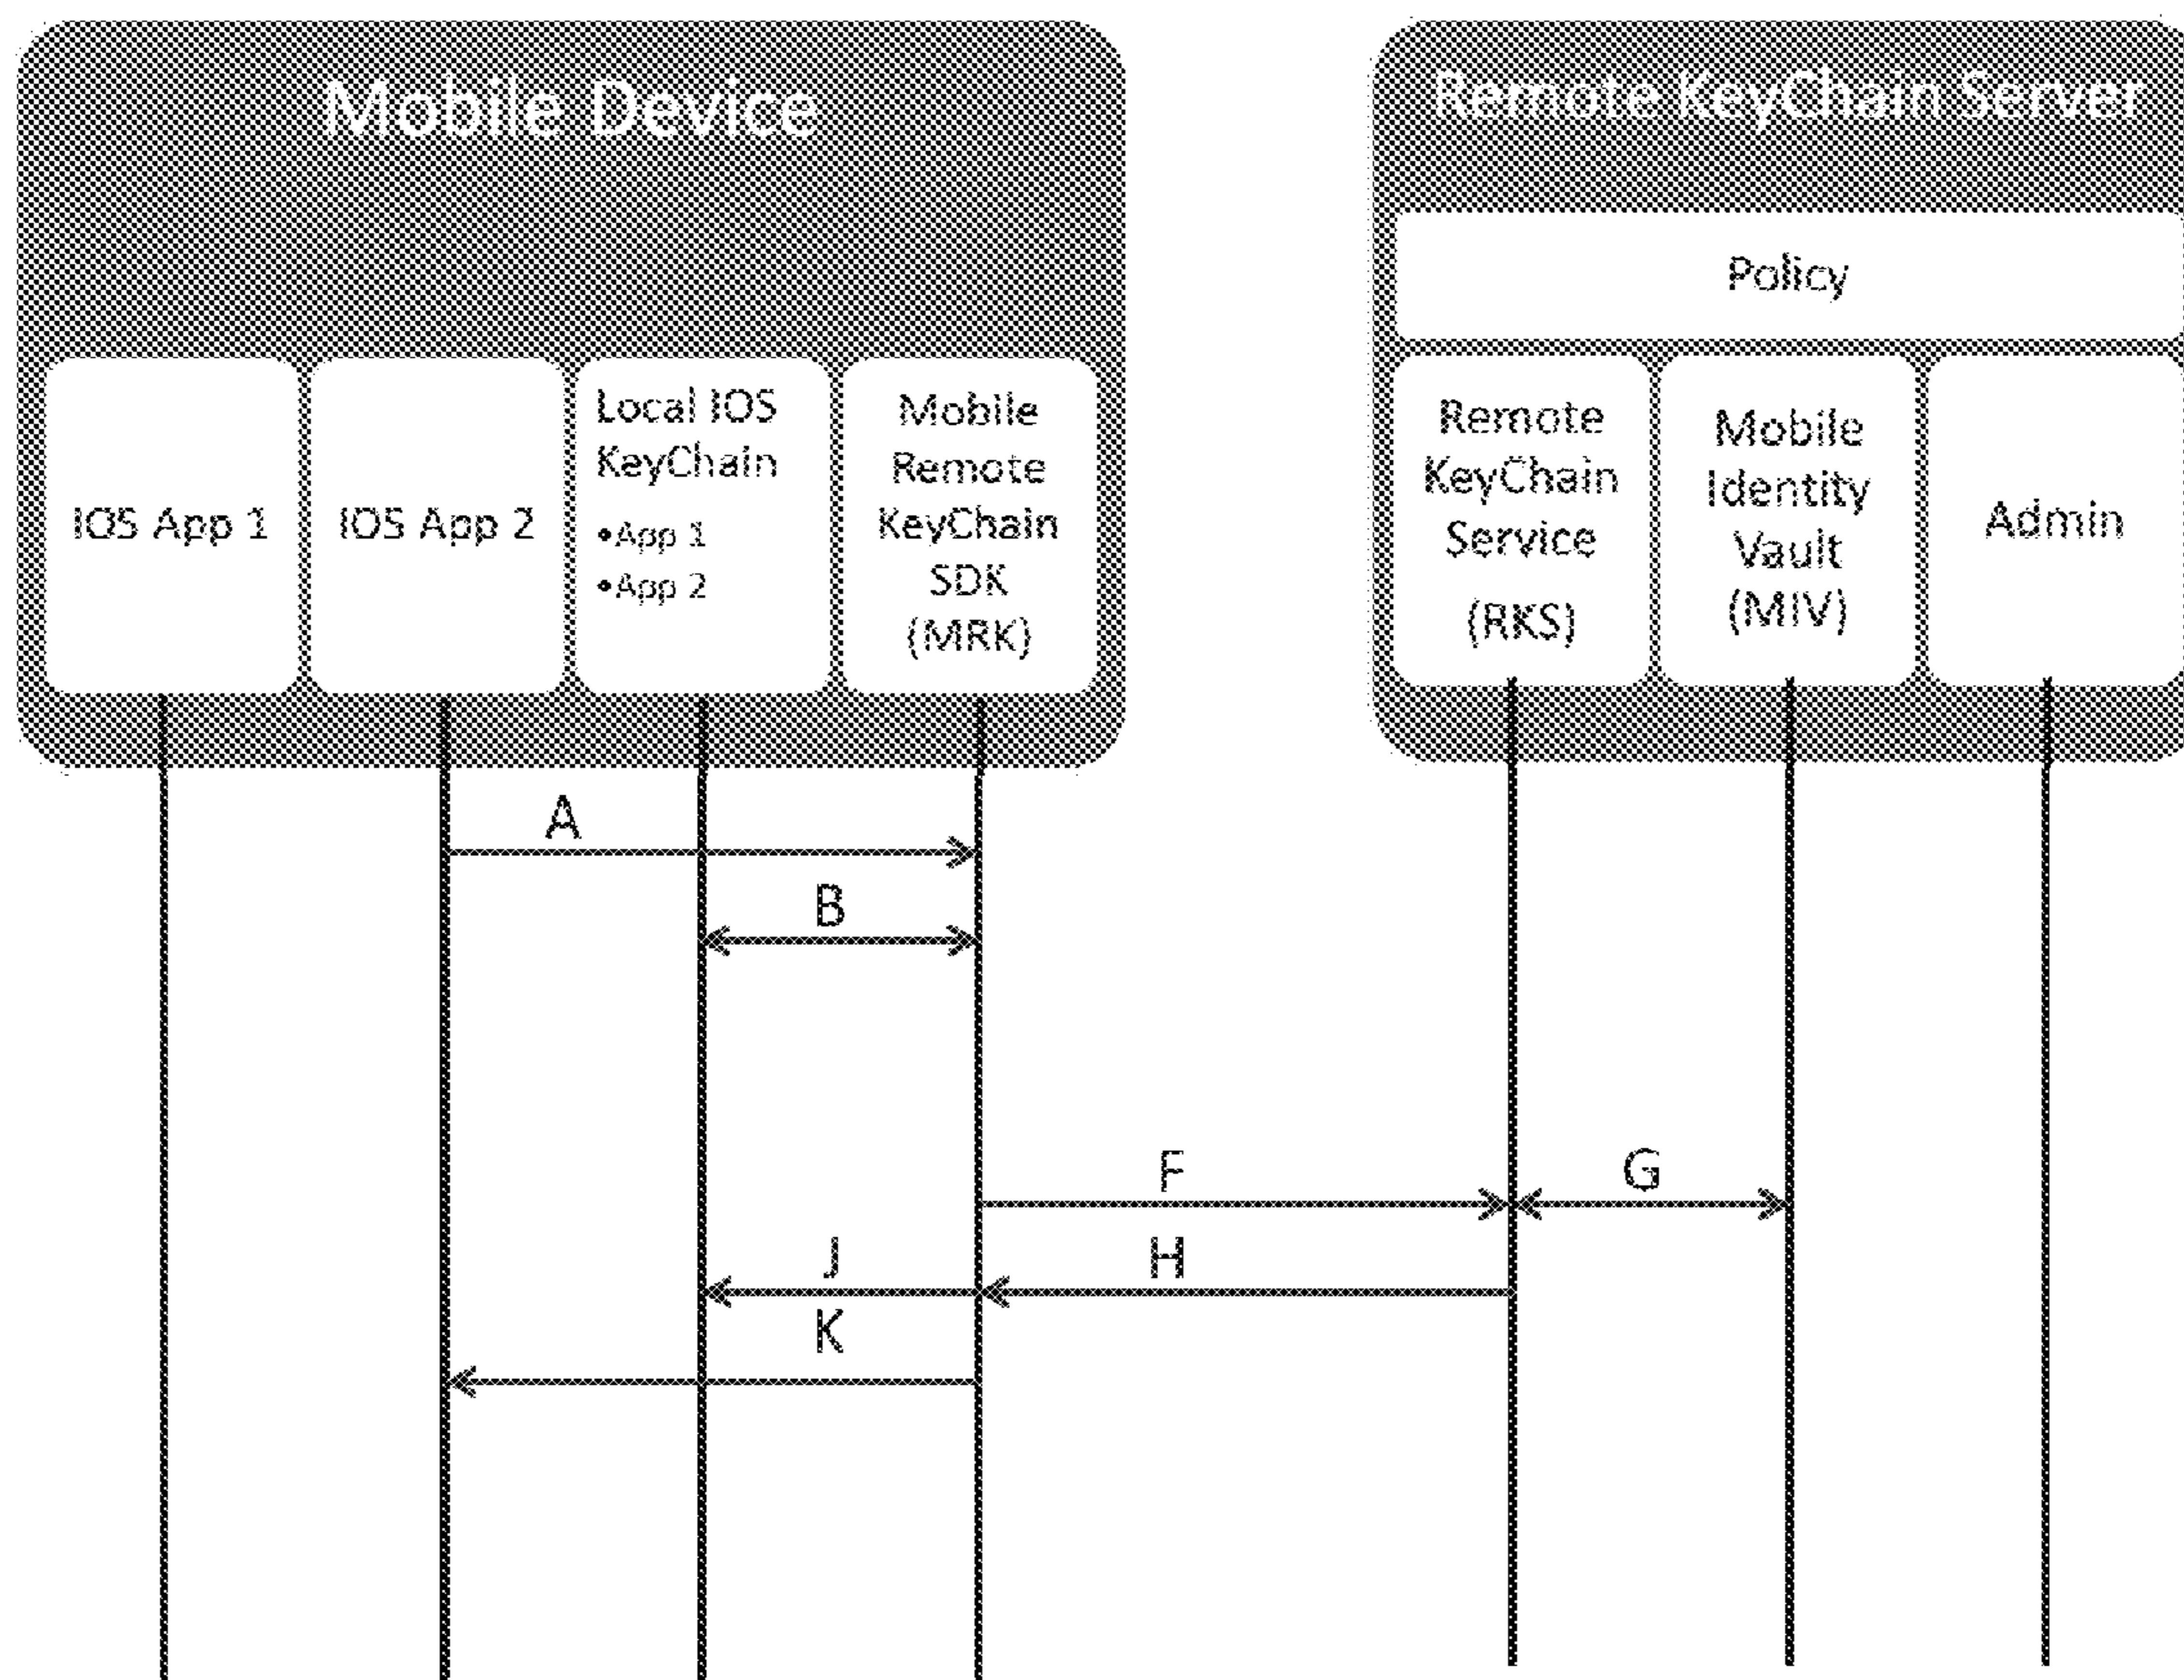 Mobile Device
Remote KeyChain Server
Policy
IOS App 1
IOS App 2
Local IOS
KeyChain
•App 1
•App 2
Mobile
Remote
KeyChain
SDK
(MRK)
Remote
KeyChain
Service
(RKS)
Mobile
Identity
Vault
(MIV)
Admin
A
B
F
G
J
H
K